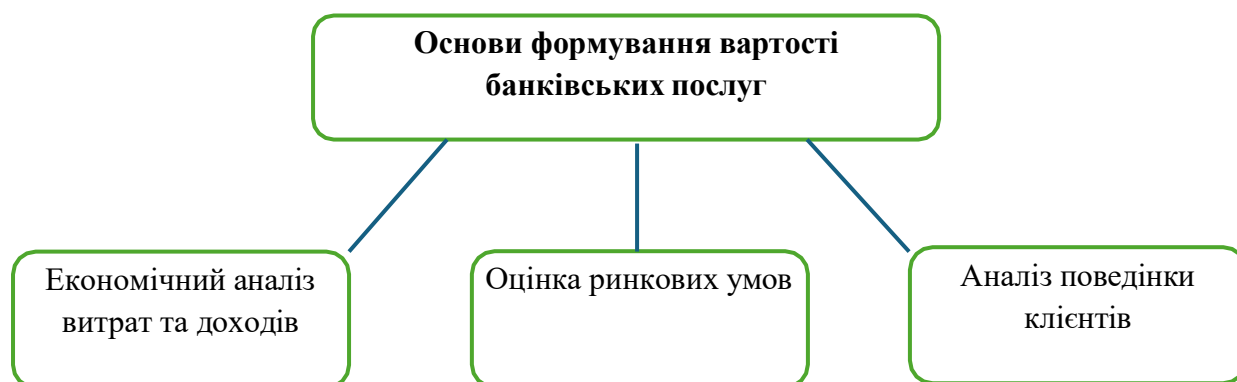 Основи формування вартості
банківських послуг
Економічний аналіз
витрат та доходів
Оцінка ринкових умов
Аналіз поведінки
клієнтів